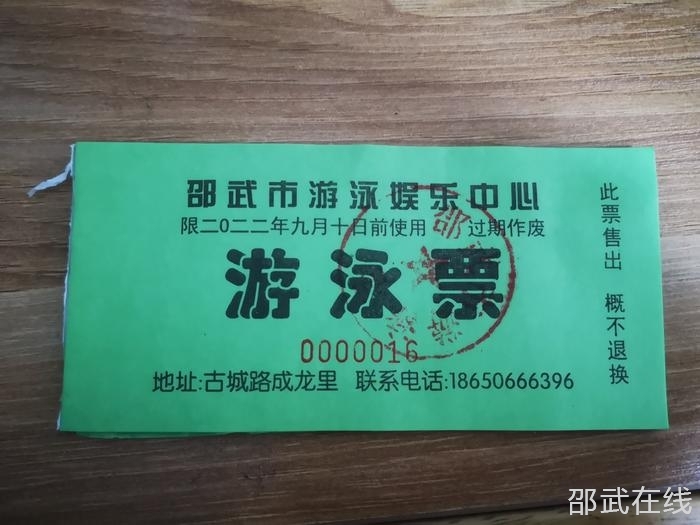 邵武市游泳娱乐中心
限二0二二年九月十日前使用 过期作废
游泳票
0000016
地址:古城路成龙里 联系电话:18650666396
此票售出 概不退换
邵武在线